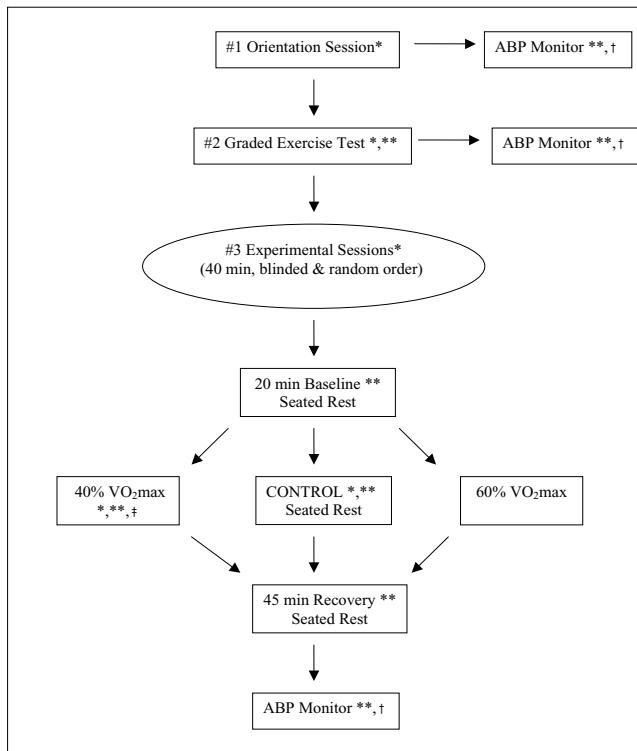 #1 Orientation Session*
ABP Monitor **,†
#2 Graded Exercise Test *,**
ABP Monitor **,†
#3 Experimental Sessions*
(40 min, blinded & random order)
20 min Baseline **
Seated Rest
40% VO₂max
*,**,‡
CONTROL *,**
Seated Rest
60% VO₂max
45 min Recovery **
Seated Rest
ABP Monitor **,†